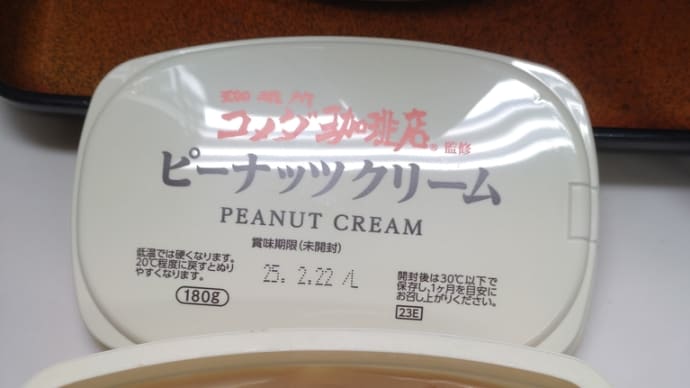 珈琲所
コメダ珈琲店® 監修
ピーナッツクリーム
PEANUT CREAM
賞味期限(未開封)
25. 2.22 /L
低温では硬くなります。
20℃程度に戻すとぬり
やすくなります。
180g
開封後は30℃以下で
保存し、1ヶ月を目安に
お召し上がりください。
23E